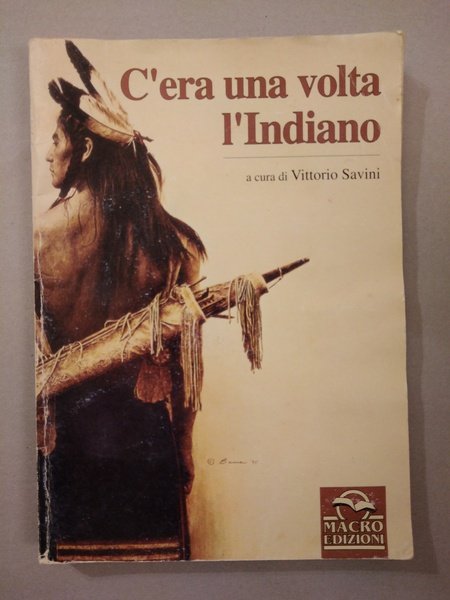 C'era una volta
l'Indiano
a cura di Vittorio Savini
MACRO
EDIZIONI